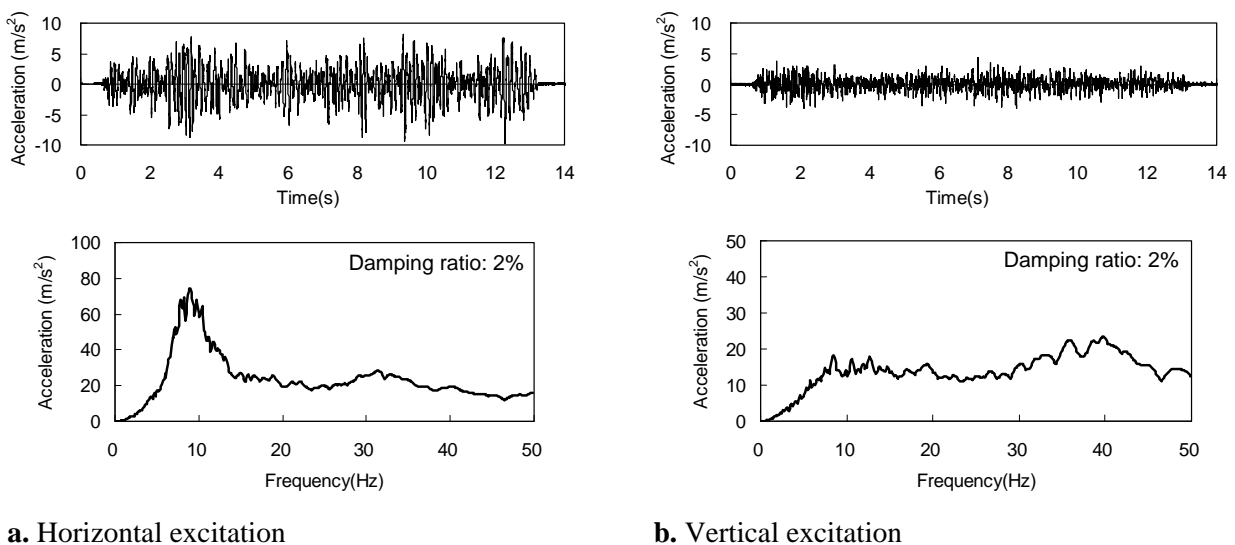 Acceleration (m/s²)
10
5
0
-5
-10
0 2 4 6 8 10 12 14
Time(s)
Acceleration (m/s²)
10
5
0
-5
-10
0 2 4 6 8 10 12 14
Time(s)
Acceleration (m/s²)
100
80
60
40
20
0
Damping ratio: 2%
0 10 20 30 40 50
Frequency(Hz)
Acceleration (m/s²)
50
40
30
20
10
0
Damping ratio: 2%
0 10 20 30 40 50
Frequency(Hz)
a. Horizontal excitation
b. Vertical excitation